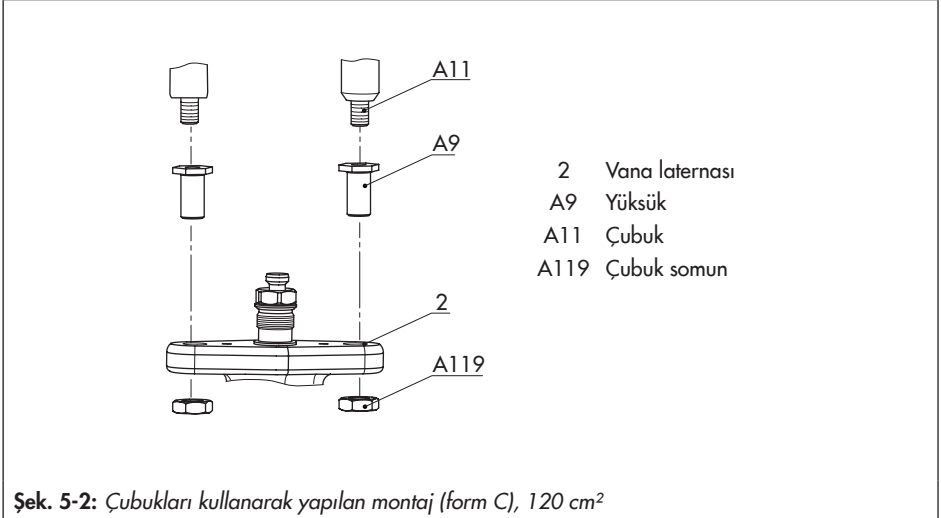 A11
A9
2
A119
2 Vana laternası
A9 Yüksük
A11 Çubuk
A119 Çubuk somun
Şek. 5-2: Çubukları kullanarak yapılan montaj (form C), 120 cm²